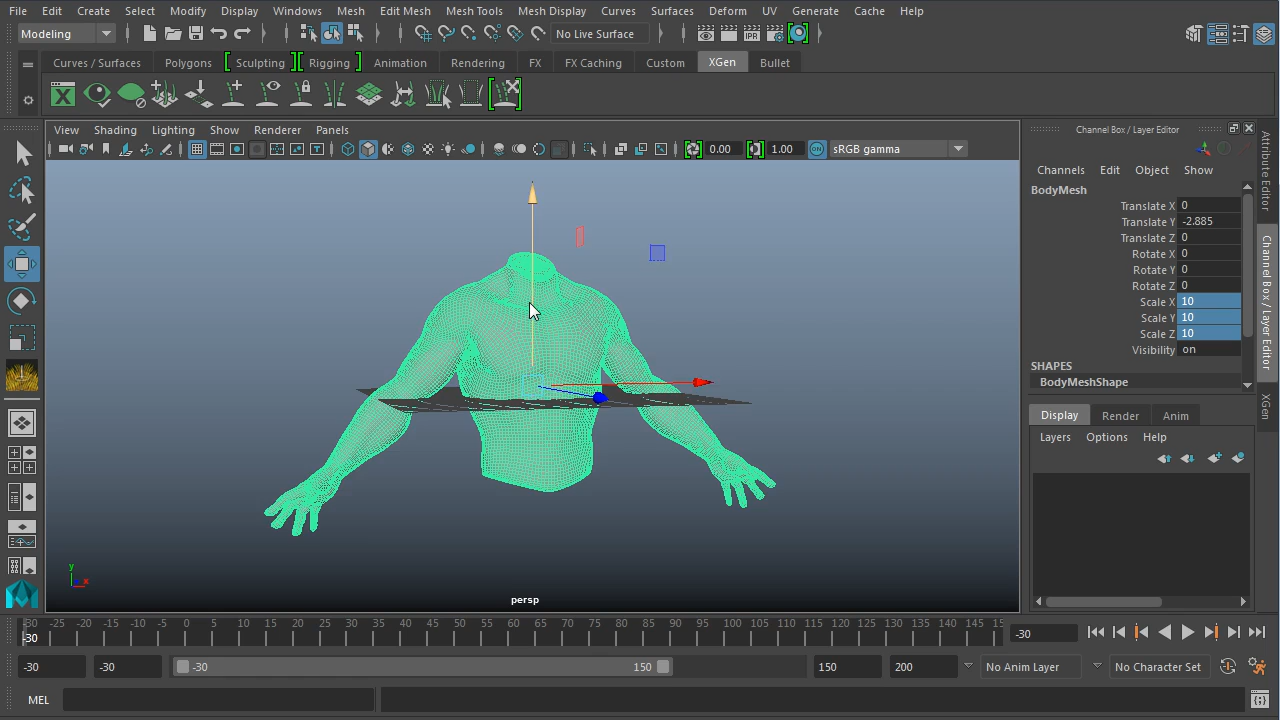 File Edit Create Select Modify Display Windows Mesh Edit Mesh Mesh Tools Mesh Display Curves Surfaces Deform UV Generate Cache Help
Modeling No Live Surface IPR
Curves / Surfaces Polygons Sculpting Rigging Animation Rendering FX FX Caching Custom XGen Bullet
View Shading Lighting Show Renderer Panels
0.00 1.00 ON sRGB gamma
persp
y
x
Channel Box / Layer Editor
Channels Edit Object Show
BodyMesh
Translate X 0
Translate Y -2.885
Translate Z 0
Rotate X 0
Rotate Y 0
Rotate Z 0
Scale X 10
Scale Y 10
Scale Z 10
Visibility on
SHAPES
BodyMeshShape
Display Render Anim
Layers Options Help
Attribute Editor
Channel Box / Layer Editor
XGen
-30 -25 -20 -15 -10 -5 0 5 10 15 20 25 30 35 40 45 50 55 60 65 70 75 80 85 90 95 100 105 110 115 120 125 130 135 140 145 15
-30 -30
-30 -30 -30 150 150 200 No Anim Layer No Character Set
MEL